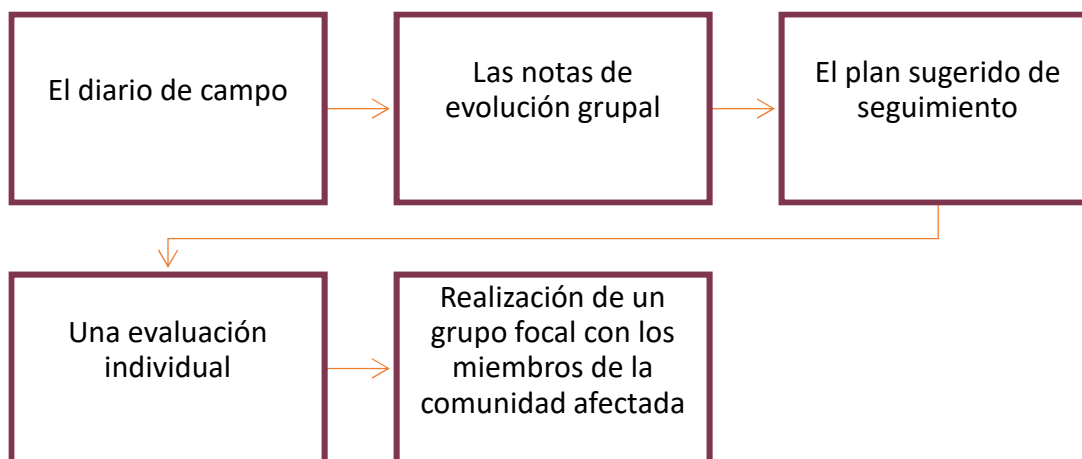 El diario de campo
Las notas de
evolución grupal
El plan sugerido de
seguimiento
Una evaluación
individual
Realización de un
grupo focal con los
miembros de la
comunidad afectada